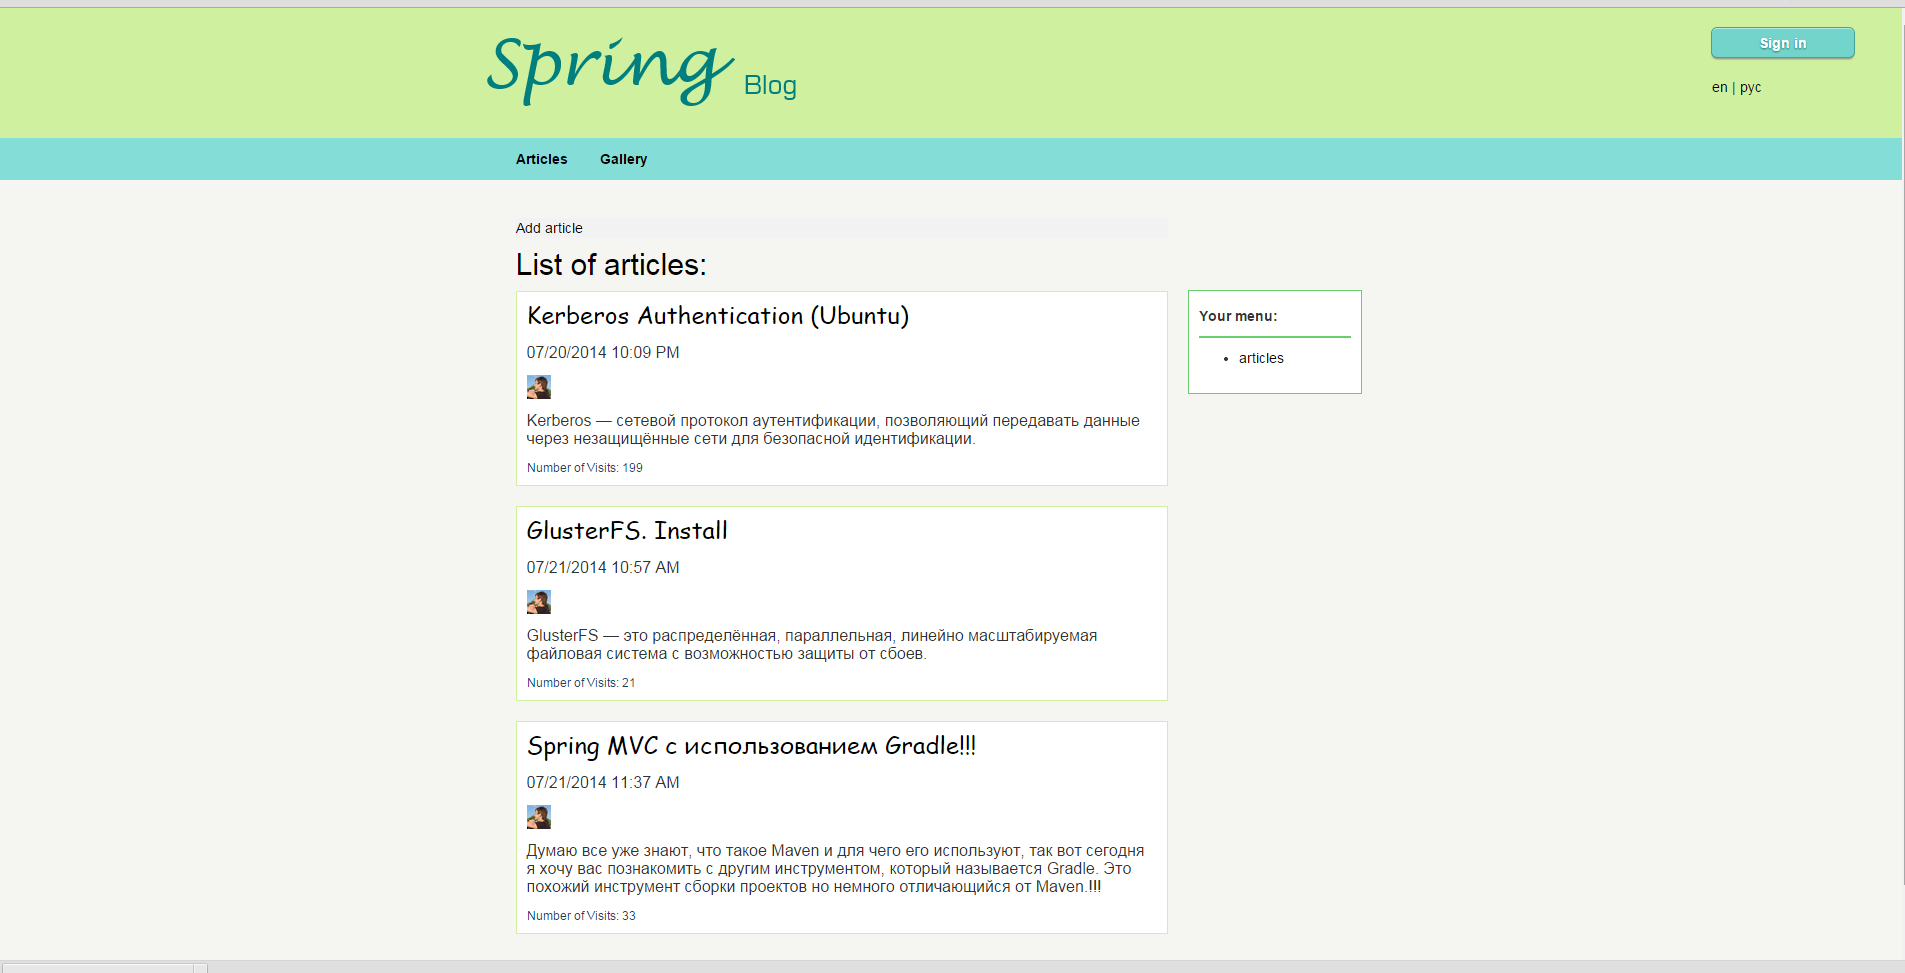 Spring Blog
Sign in
en | рус
Articles Gallery
Add article
List of articles:
Kerberos Authentication (Ubuntu)
07/20/2014 10:09 PM
Kerberos — сетевой протокол аутентификации, позволяющий передавать данные
через незащищённые сети для безопасной идентификации.
Number of Visits: 199
GlusterFS. Install
07/21/2014 10:57 AM
GlusterFS — это распределённая, параллельная, линейно масштабируемая
файловая система с возможностью защиты от сбоев.
Number of Visits: 21
Spring MVC с использованием Gradle!!!
07/21/2014 11:37 AM
Думаю все уже знают, что такое Maven и для чего его используют, так вот сегодня
я хочу вас познакомить с другим инструментом, который называется Gradle. Это
похожий инструмент сборки проектов но немного отличающийся от Maven.!!!
Number of Visits: 33
Your menu:
• articles